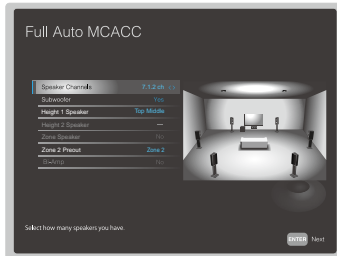 Full Auto MCACC
Speaker Channels 7.1.2 ch
Subwoofer Yes
Height 1 Speaker Top Middle
Height 2 Speaker ---
Zone Speaker No
Zone 2 Preout Zone 2
Bi-Amp No
Select how many speakers you have.
ENTER Next